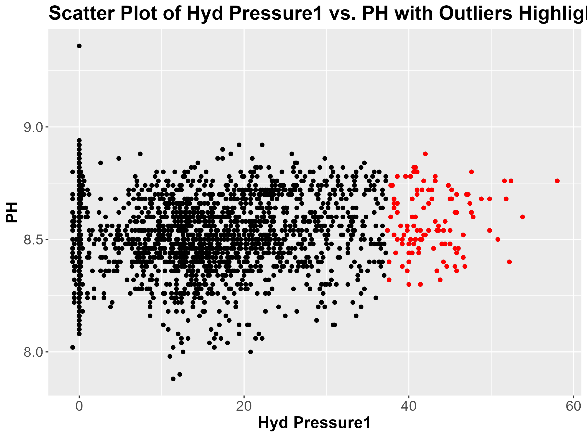 Scatter Plot of Hyd Pressure1 vs. PH with Outliers Highlig
9.0
8.5
8.0
PH
0 20 40 60
Hyd Pressure1